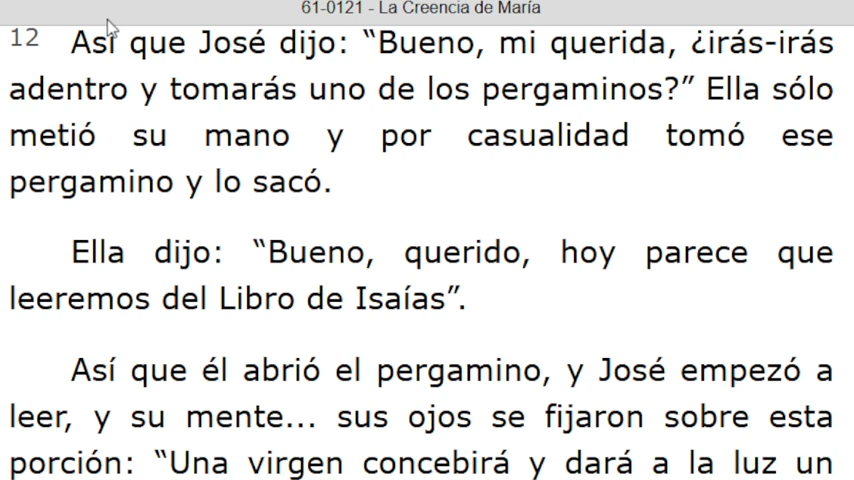 61-0121 - La Creencia de María
12 Así que José dijo: “Bueno, mi querida, ¿irás-irás
adentro y tomarás uno de los pergaminos?” Ella sólo
metió su mano y por casualidad tomó ese
pergamino y lo sacó.
Ella dijo: “Bueno, querido, hoy parece que
leeremos del Libro de Isaías”.
Así que él abrió el pergamino, y José empezó a
leer, y su mente... sus ojos se fijaron sobre esta
porción: “Una virgen concebirá y dará a la luz un